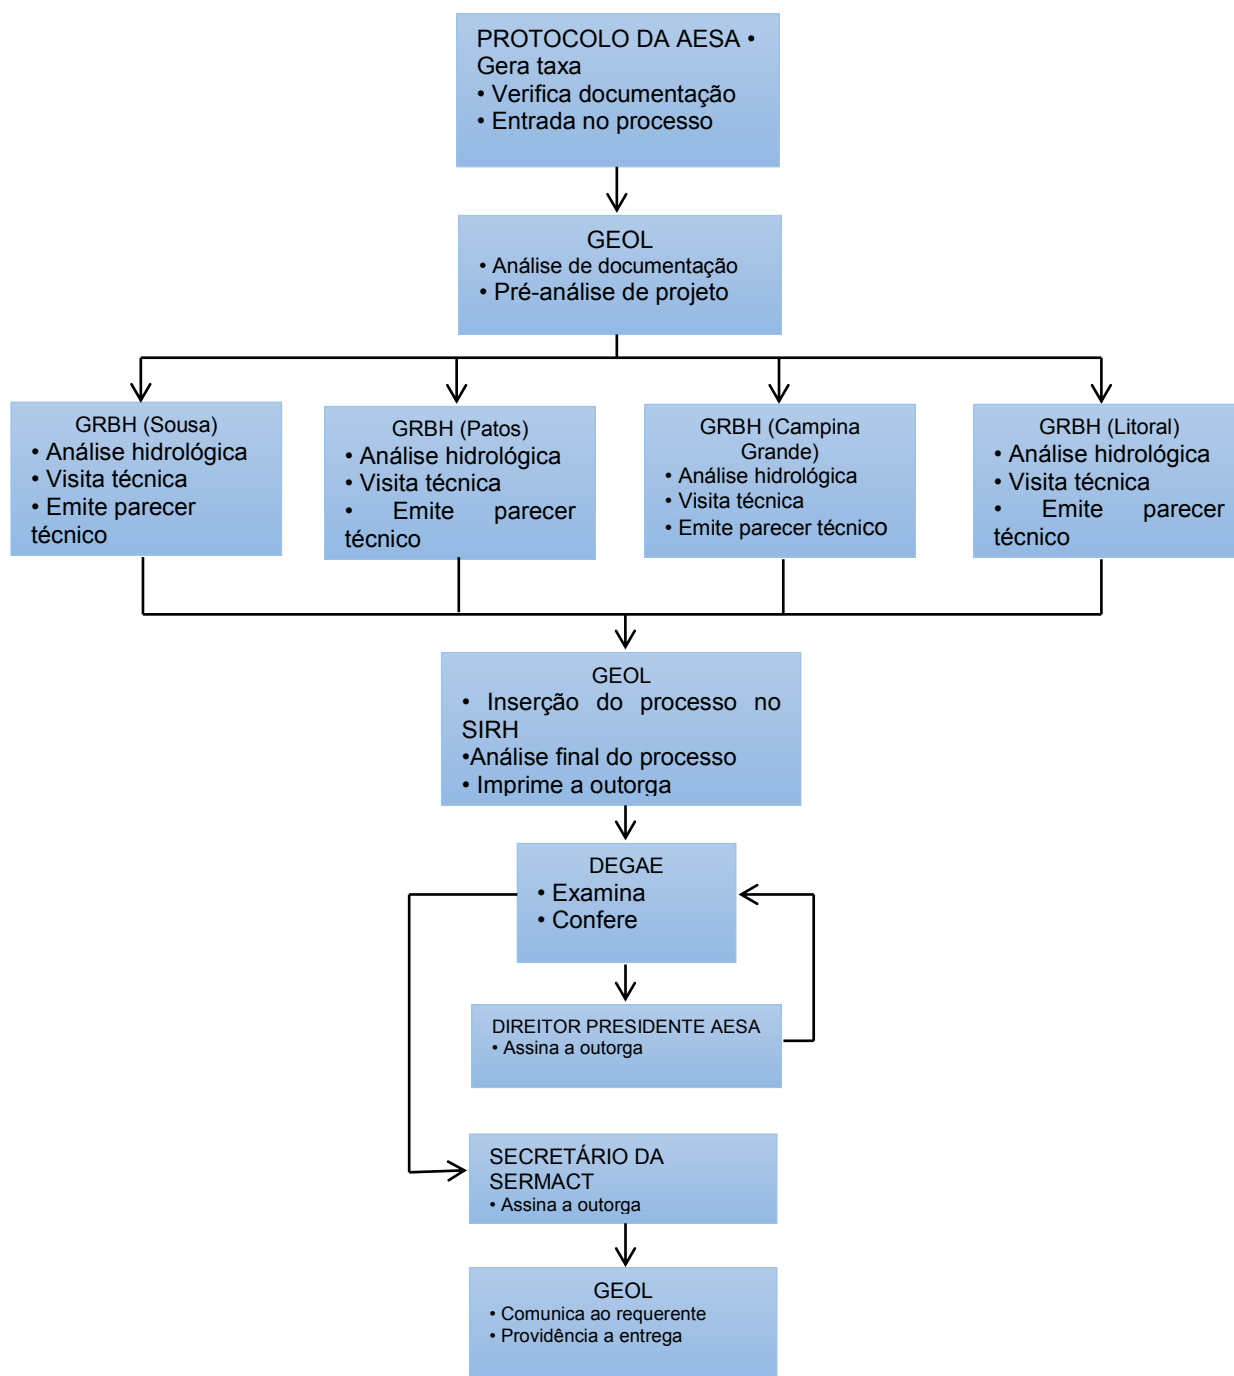 PROTOCOLO DA AESA •
Gera taxa
• Verifica documentação
• Entrada no processo
GEOL
• Análise de documentação
• Pré-análise de projeto
GRBH (Sousa)
• Análise hidrológica
• Visita técnica
• Emite parecer
técnico
GRBH (Patos)
• Análise hidrológica
• Visita técnica
• Emite parecer
técnico
GRBH (Campina
Grande)
• Análise hidrológica
• Visita técnica
• Emite parecer técnico
GRBH (Litoral)
• Análise hidrológica
• Visita técnica
• Emite parecer
técnico
GEOL
• Inserção do processo no
SIRH
•Análise final do processo
• Imprime a outorga
DEGAE
• Examina
• Confere
DIREITOR PRESIDENTE AESA
• Assina a outorga
SECRETÁRIO DA
SERMACT
• Assina a outorga
GEOL
• Comunica ao requerente
• Providência a entrega